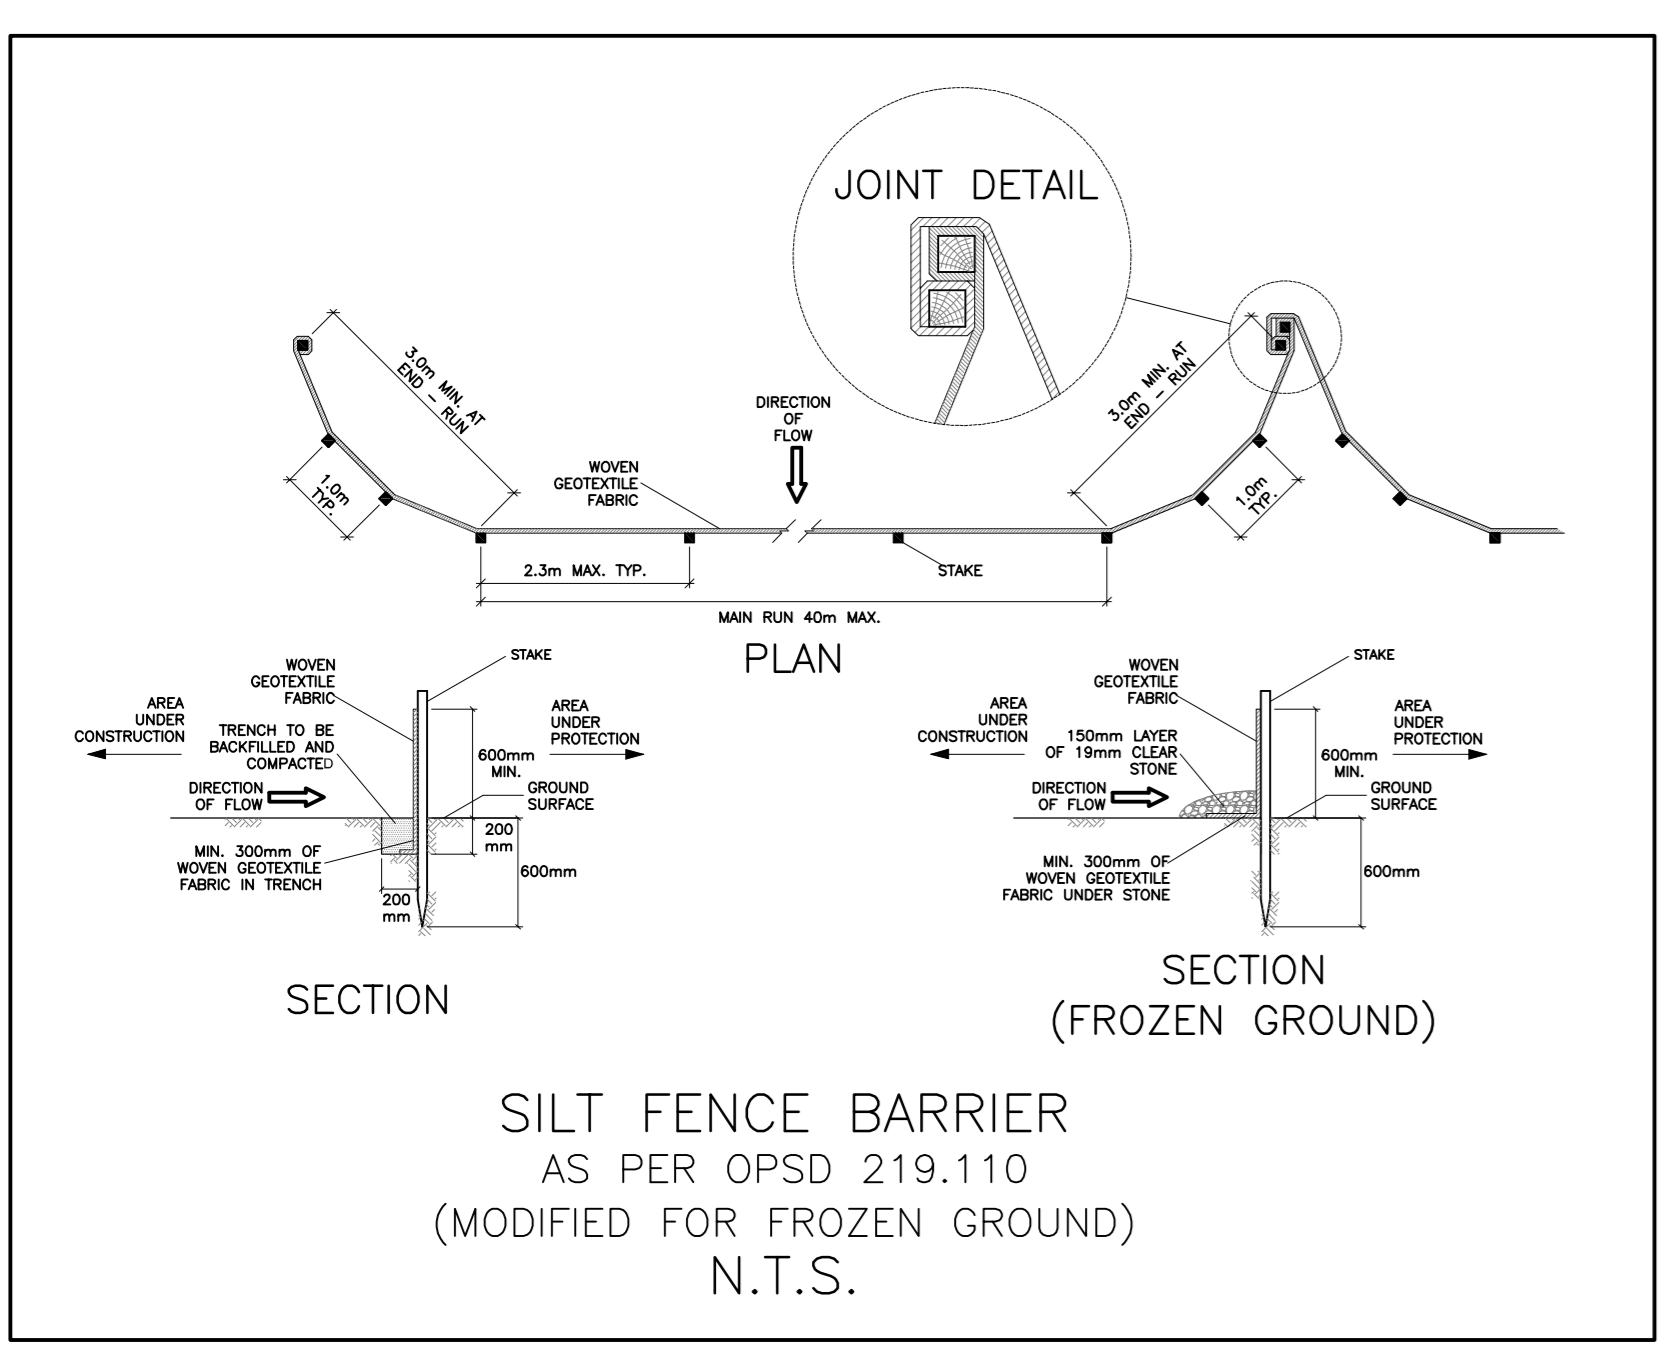 JOINT DETAIL
3.0m MIN. AT
END – RUN
3.0m MIN. AT
END – RUN
DIRECTION
OF
FLOW
WOVEN
GEOTEXTILE
FABRIC
1.0m
TYP.
1.0m
TYP.
2.3m MAX. TYP.
STAKE
MAIN RUN 40m MAX.
PLAN
WOVEN
GEOTEXTILE
FABRIC
STAKE
AREA
UNDER
CONSTRUCTION
TRENCH TO BE
BACKFILLED AND
COMPACTED
AREA
UNDER
PROTECTION
600mm
MIN.
DIRECTION
OF FLOW
GROUND
SURFACE
200
mm
MIN. 300mm OF
WOVEN GEOTEXTILE
FABRIC IN TRENCH
600mm
200
mm
SECTION
WOVEN
GEOTEXTILE
FABRIC
STAKE
AREA
UNDER
CONSTRUCTION
150mm LAYER
OF 19mm CLEAR
STONE
AREA
UNDER
PROTECTION
600mm
MIN.
DIRECTION
OF FLOW
GROUND
SURFACE
MIN. 300mm OF
WOVEN GEOTEXTILE
FABRIC UNDER STONE
600mm
SECTION
(FROZEN GROUND)
SILT FENCE BARRIER
AS PER OPSD 219.110
(MODIFIED FOR FROZEN GROUND)
N.T.S.